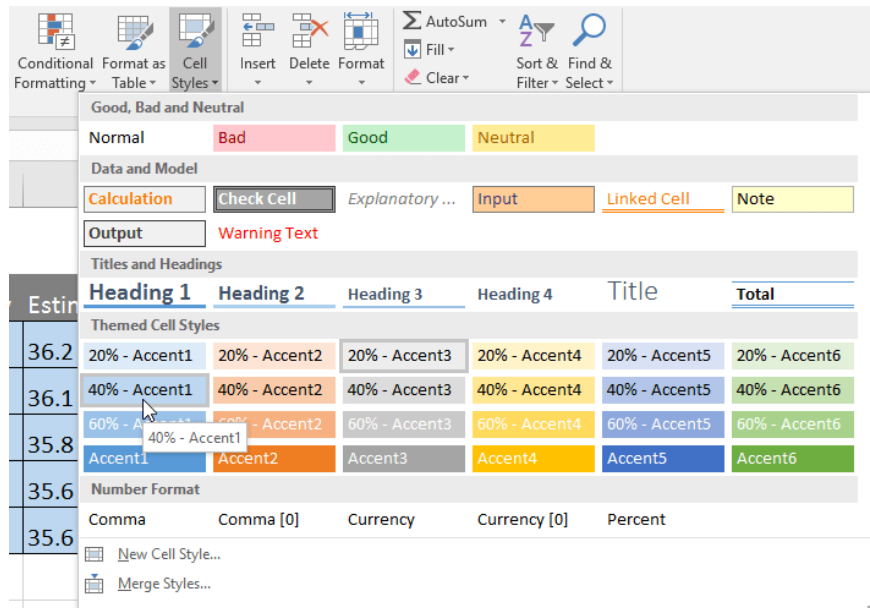 AutoSum
Fill
Clear
Conditional Formatting
Format as Table
Cell Styles
Insert
Delete
Format
Sort & Filter
Find & Select
Good, Bad and Neutral
Normal Bad Good Neutral
Data and Model
Calculation Check Cell Explanatory ... Input Linked Cell Note
Output Warning Text
Titles and Headings
Heading 1 Heading 2 Heading 3 Heading 4 Title Total
Themed Cell Styles
20% - Accent1 20% - Accent2 20% - Accent3 20% - Accent4 20% - Accent5 20% - Accent6
40% - Accent1 40% - Accent2 40% - Accent3 40% - Accent4 40% - Accent5 40% - Accent6
60% - Accent1 60% - Accent2 60% - Accent3 60% - Accent4 60% - Accent5 60% - Accent6
40% - Accent1
Accent1 Accent2 Accent3 Accent4 Accent5 Accent6
Number Format
Comma Comma [0] Currency Currency [0] Percent
New Cell Style...
Merge Styles...
Estin
36.2
36.1
35.8
35.6
35.6